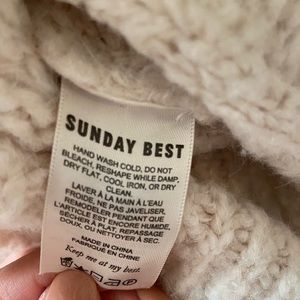 SUNDAY BEST
HAND WASH COLD, DO NOT
BLEACH, RESHAPE WHILE DAMP,
DRY FLAT, COOL IRON, OR DRY
CLEAN.
LAVER À LA MAIN À L'EAU
FROIDE, NE PAS JAVELISER,
REMODELER PENDANT QUE
L'ARTICLE EST ENCORE HUMIDE,
SÉCHER À PLAT, REPASSAGE
DOUX, OU NETTOYER À SEC.
MADE IN CHINA
FABRIQUÉ EN CHINE
Keep me at my best.